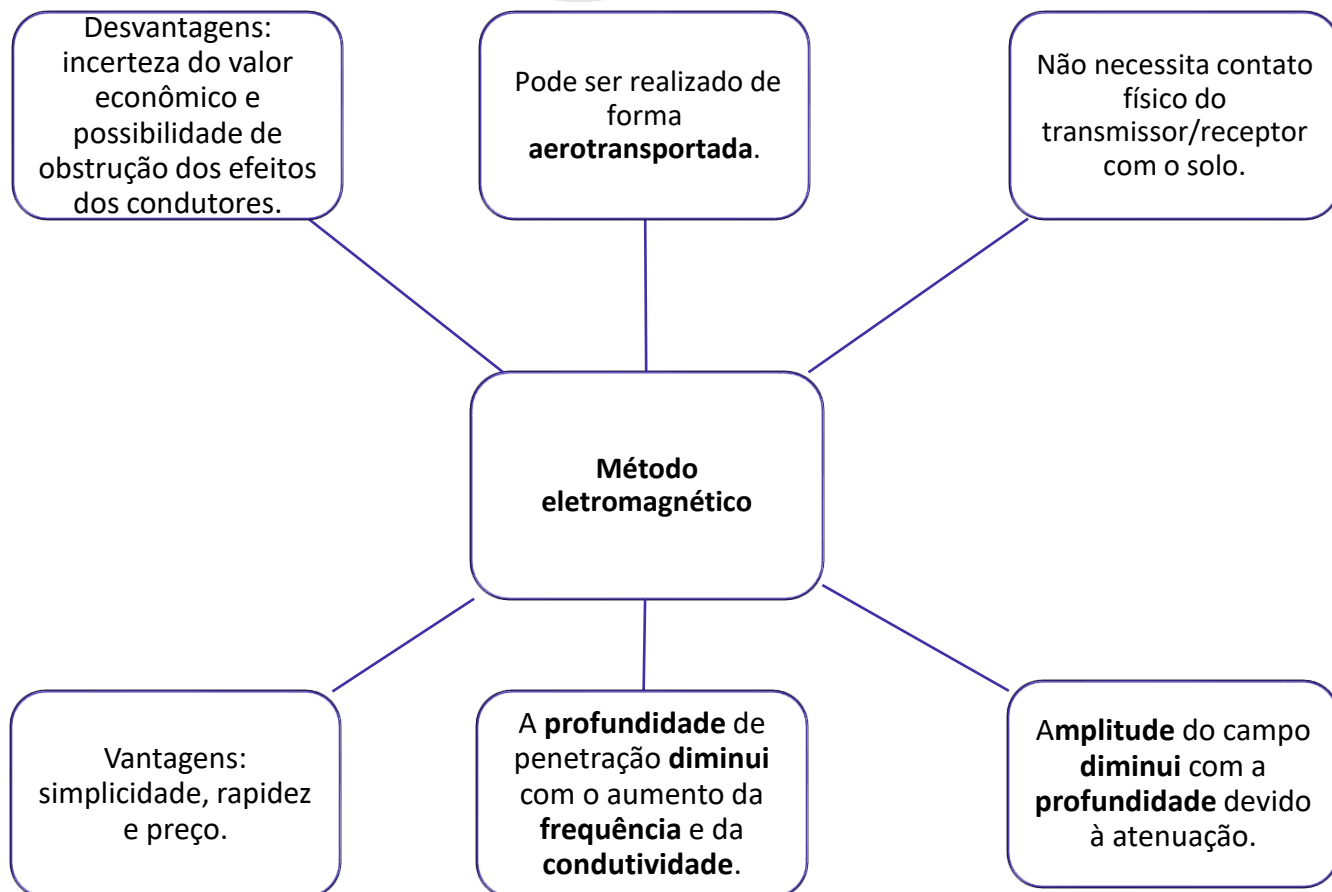 Desvantagens:
incerteza do valor
econômico e
possibilidade de
obstrução dos efeitos
dos condutores.
Pode ser realizado de
forma
aerotransportada.
Não necessita contato
físico do
transmissor/receptor
com o solo.
Método
eletromagnético
Vantagens:
simplicidade, rapidez
e preço.
A profundidade de
penetração diminui
com o aumento da
frequência e da
condutividade.
Amplitude do campo
diminui com a
profundidade devido
à atenuação.